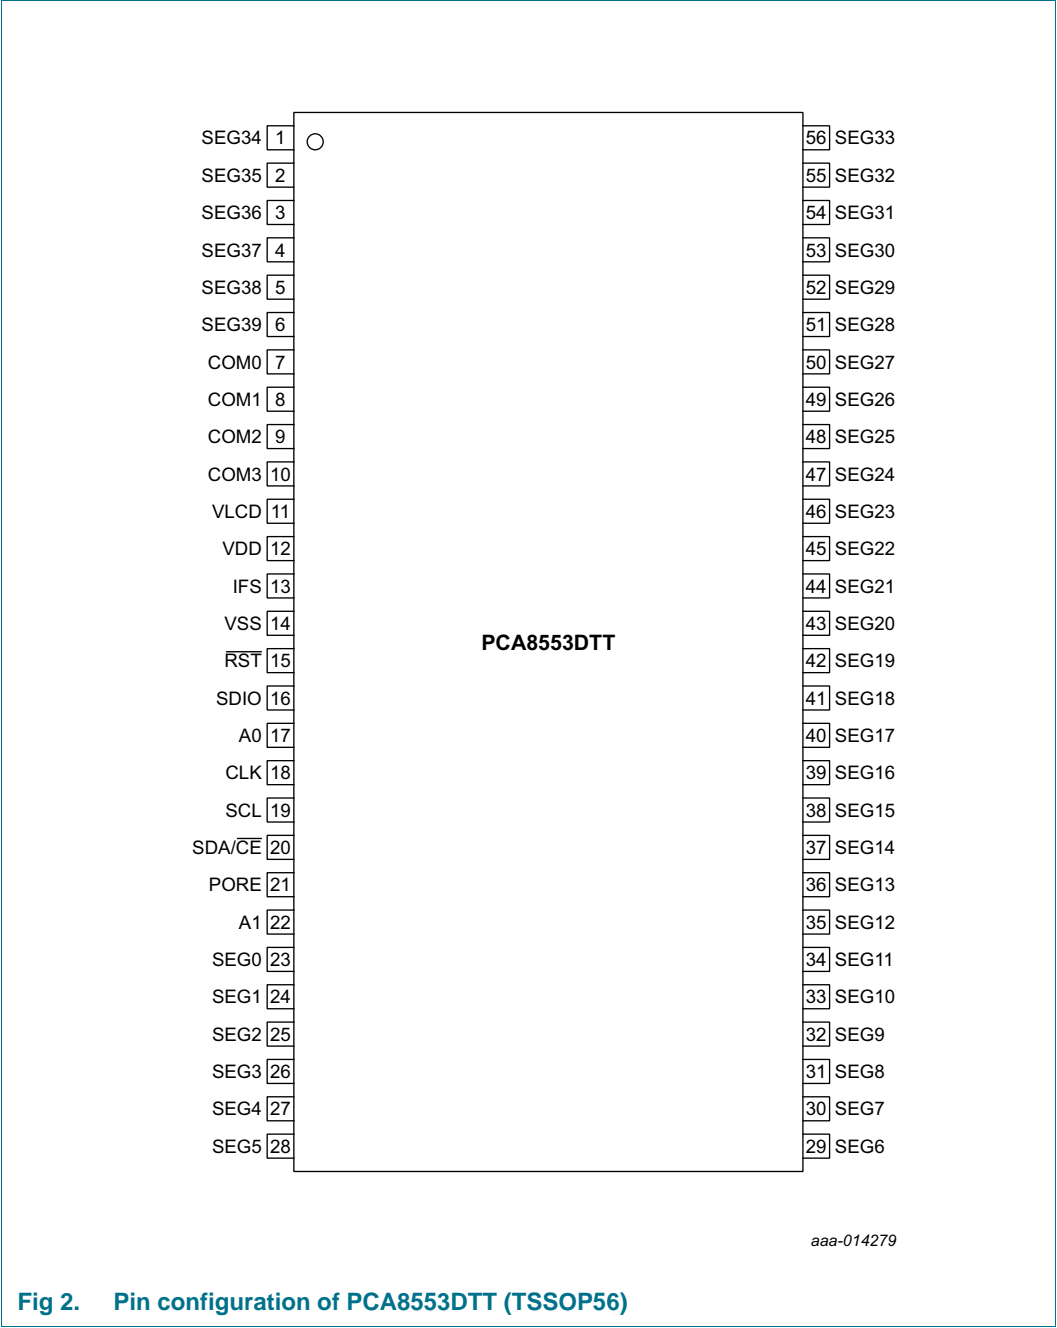 SEG34 1 56 SEG33
SEG35 2 55 SEG32
SEG36 3 54 SEG31
SEG37 4 53 SEG30
SEG38 5 52 SEG29
SEG39 6 51 SEG28
COM0 7 50 SEG27
COM1 8 49 SEG26
COM2 9 48 SEG25
COM3 10 47 SEG24
VLCD 11 46 SEG23
VDD 12 45 SEG22
IFS 13 44 SEG21
VSS 14 43 SEG20
PCA8553DTT
R̅S̅T̅ 15 42 SEG19
SDIO 16 41 SEG18
A0 17 40 SEG17
CLK 18 39 SEG16
SCL 19 38 SEG15
SDA/C̅E̅ 20 37 SEG14
PORE 21 36 SEG13
A1 22 35 SEG12
SEG0 23 34 SEG11
SEG1 24 33 SEG10
SEG2 25 32 SEG9
SEG3 26 31 SEG8
SEG4 27 30 SEG7
SEG5 28 29 SEG6
aaa-014279
Fig 2. Pin configuration of PCA8553DTT (TSSOP56)